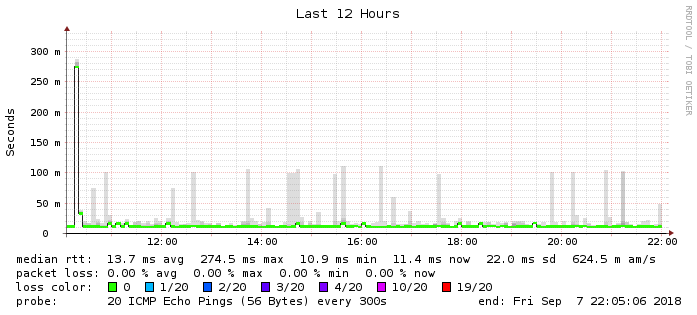 Last 12 Hours
RRDTOOL / TOBI OETIKER
Seconds
300 m
250 m
200 m
150 m
100 m
50 m
0
12:00 14:00 16:00 18:00 20:00 22:00
median rtt: 13.7 ms avg 274.5 ms max 10.9 ms min 11.4 ms now 22.0 ms sd 624.5 m am/s
packet loss: 0.00 % avg 0.00 % max 0.00 % min 0.00 % now
loss color: 0 1/20 2/20 3/20 4/20 10/20 19/20
probe: 20 ICMP Echo Pings (56 Bytes) every 300s end: Fri Sep 7 22:05:06 2018